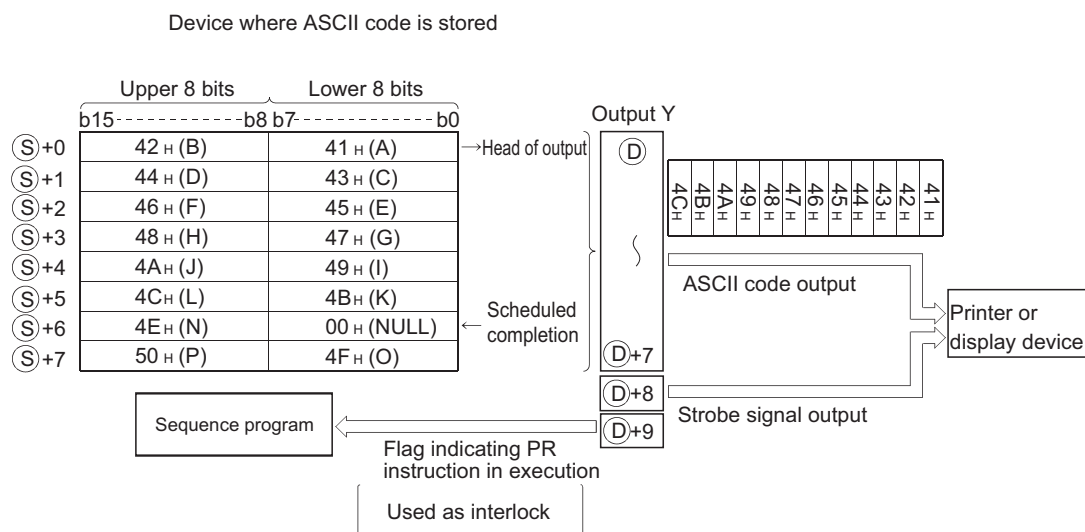 Device where ASCII code is stored
Upper 8 bits Lower 8 bits
b15 b8 b7 b0 Output Y
S+0 42H(B) 41H(A) Head of output D
S+1 44H(D) 43H(C)
S+2 46H(F) 45H(E)
S+3 48H(H) 47H(G)
S+4 4AH(J) 49H(I)
S+5 4CH(L) 4BH(K)
S+6 4EH(N) 00H(NULL) Scheduled completion
S+7 50H(P) 4FH(O) D+7
4CH 4BH 4AH 49H 48H 47H 46H 45H 44H 43H 42H 41H
ASCII code output
Printer or
display device
D+8
Strobe signal output
D+9
Sequence program
Flag indicating PR
instruction in execution
Used as interlock